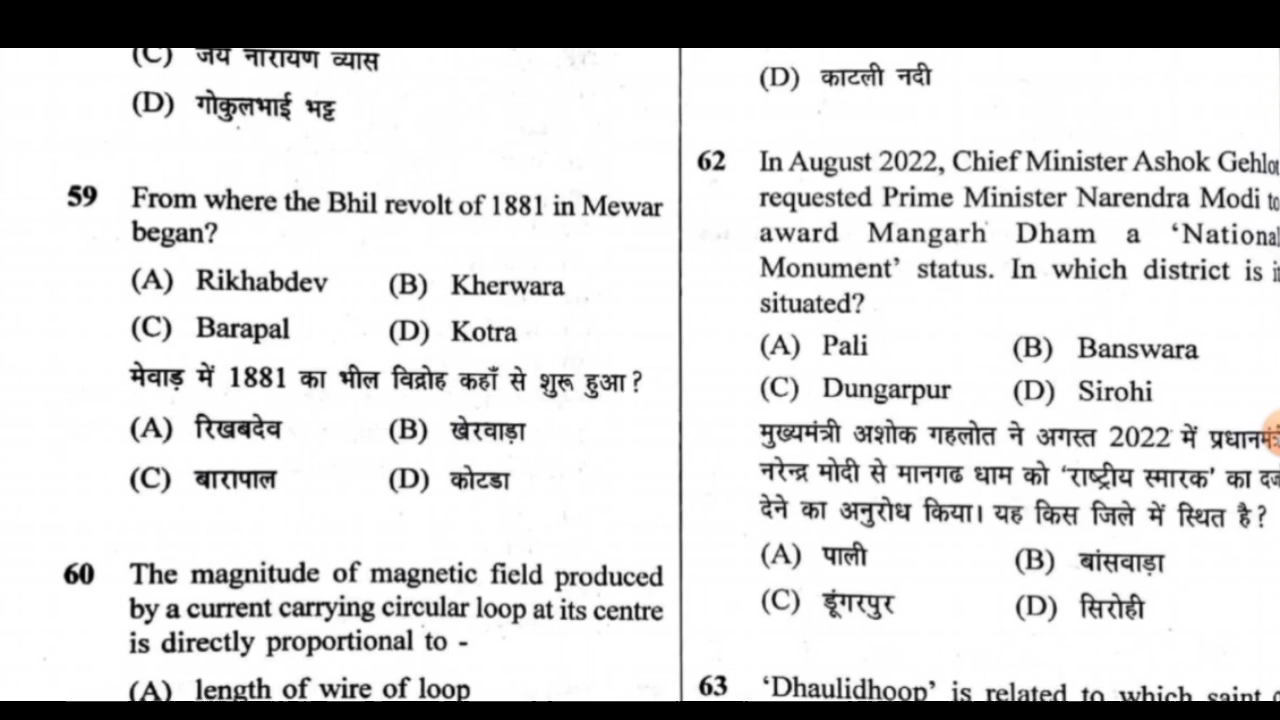 (C) जय नारायण व्यास
(D) गोकुलभाई भट्ट
59 From where the Bhil revolt of 1881 in Mewar
began?
(A) Rikhabdev (B) Kherwara
(C) Barapal (D) Kotra
मेवाड़ में 1881 का भील विद्रोह कहाँ से शुरू हुआ?
(A) रिखबदेव (B) खेरवाड़ा
(C) बारापाल (D) कोटडा
60 The magnitude of magnetic field produced
by a current carrying circular loop at its centre
is directly proportional to -
(A) length of wire of loop
(D) काटली नदी
62 In August 2022, Chief Minister Ashok Gehlot
requested Prime Minister Narendra Modi to
award Mangarh Dham a ‘National
Monument’ status. In which district is it
situated?
(A) Pali (B) Banswara
(C) Dungarpur (D) Sirohi
मुख्यमंत्री अशोक गहलोत ने अगस्त 2022 में
नरेन्द्र मोदी से मानगढ धाम को ‘राष्ट्रीय स्मारक’ का
देने का अनुरोध किया। यह किस जिले में स्थित है?
(A) पाली (B) बांसवाड़ा
(C) डूंगरपुर (D) सिरोही
63 ‘Dhaulidhoop’ is related to which saint